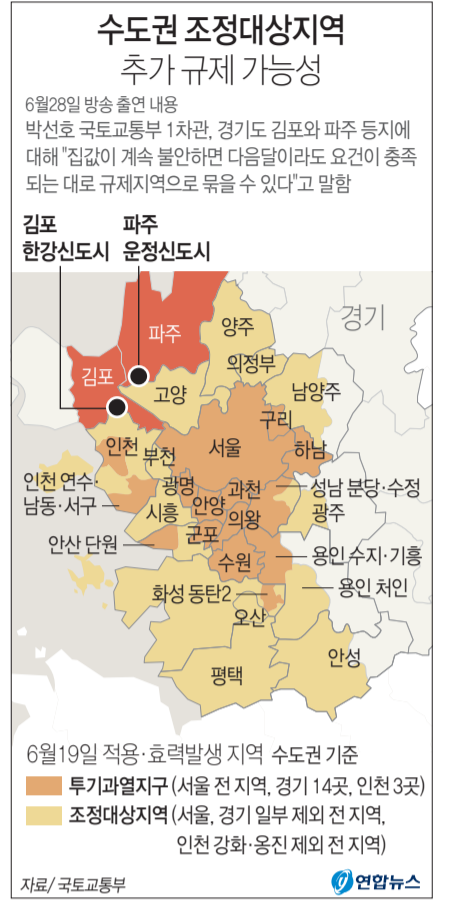 수도권 조정대상지역
추가 규제 가능성
6월28일 방송 출연 내용
박선호 국토교통부 1차관, 경기도 김포와 파주 등지에
대해 "집값이 계속 불안하면 다음달이라도 요건이 충족
되는 대로 규제지역으로 묶을 수 있다"고 말함
김포
한강신도시
파주
운정신도시
경기
양주
파주
의정부
김포
고양
남양주
구리
서울
하남
인천
부천
인천 연수·
남동·서구
광명
과천
성남 분당·수정
안양
광주
시흥
의왕
군포
안산 단원
수원
용인 수지·기흥
화성 동탄2
용인 처인
오산
안성
평택
6월19일 적용·효력발생 지역 수도권 기준
투기과열지구 (서울 전 지역, 경기 14곳, 인천 3곳)
조정대상지역 (서울, 경기 일부 제외 전 지역,
인천 강화·옹진 제외 전 지역)
자료/ 국토교통부
연합뉴스